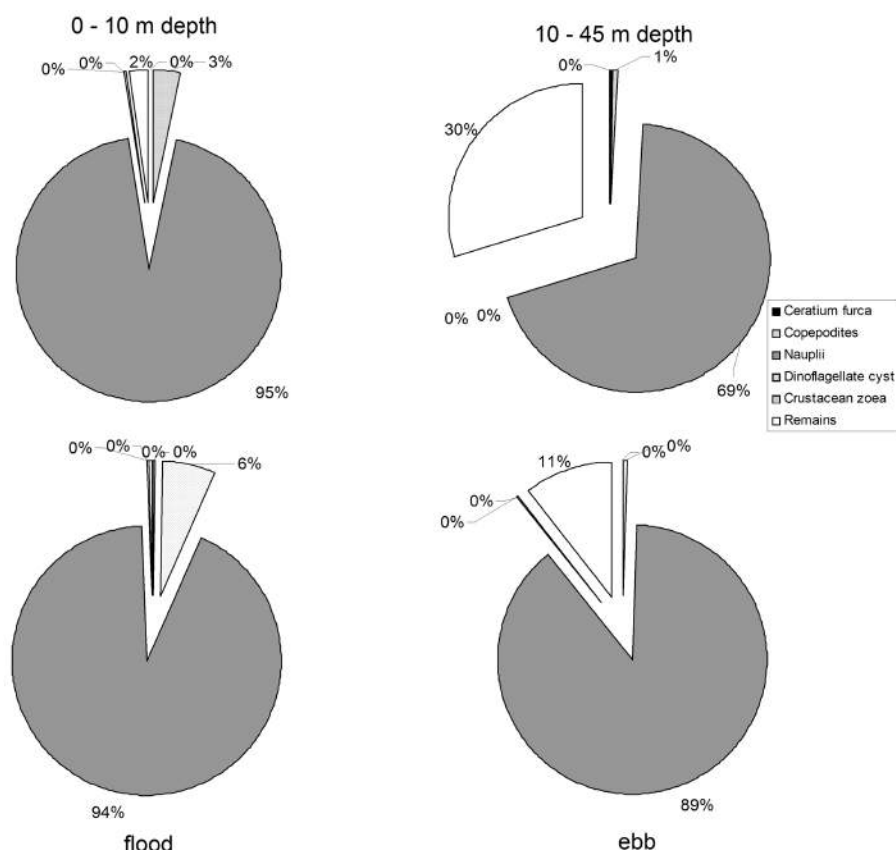 0 - 10 m depth
10 - 45 m depth
0% 0% 2% 0% 3%
95%
0% 1%
30%
0% 0%
69%
Ceratium furca
Copepodites
Nauplii
Dinoflagellate cyst
Crustacean zoea
Remains
0% 0% 0% 0% 6%
94%
flood
11% 0% 0%
0%
0%
89%
ebb